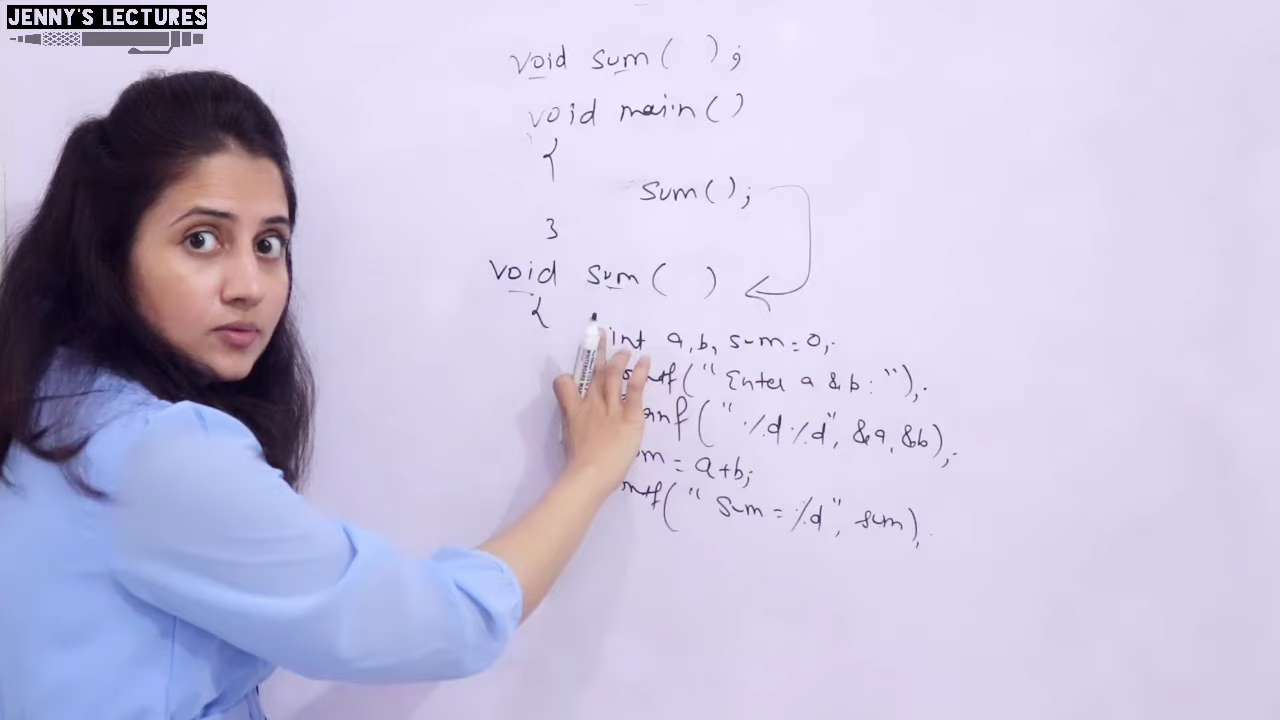 JENNY'S LECTURES
void sum( );
void main()
{
sum();
}
void sum( )
{
int a,b, sum=0;
("Enter a & b:");
("%d%d", &a, &b);
= a+b;
("Sum = %d", sum);